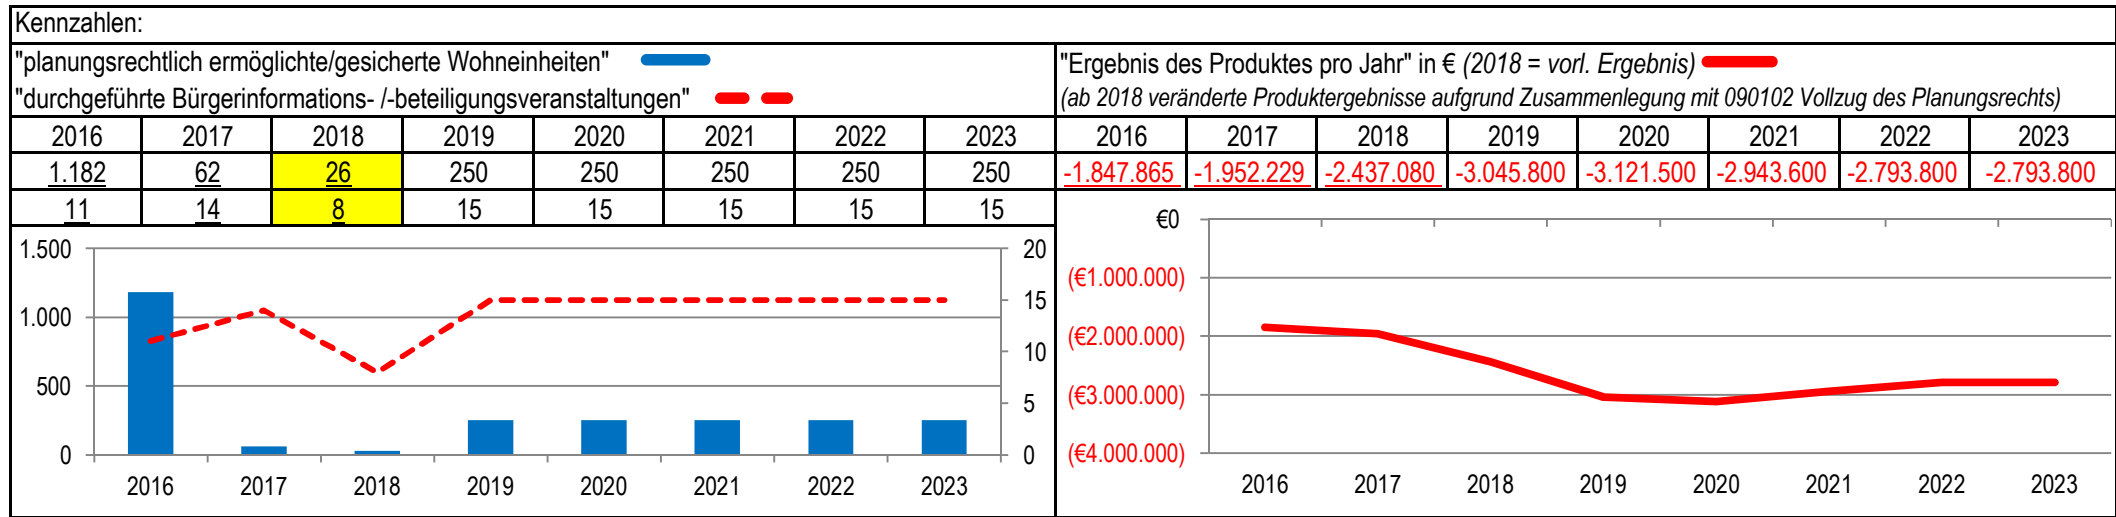 Kennzahlen:
"planungsrechtlich ermöglichte/gesicherte Wohneinheiten"
"durchgeführte Bürgerinformations- /-beteiligungsveranstaltungen"
2016 2017 2018 2019 2020 2021 2022 2023
1.182 62 26 250 250 250 250 250
11 14 8 15 15 15 15 15
1.500
1.000
500
0
20
15
10
5
0
2016 2017 2018 2019 2020 2021 2022 2023
"Ergebnis des Produktes pro Jahr" in € (2018 = vorl. Ergebnis)
(ab 2018 veränderte Produktergebnisse aufgrund Zusammenlegung mit 090102 Vollzug des Planungsrechts)
2016 2017 2018 2019 2020 2021 2022 2023
-1.847.865 -1.952.229 -2.437.080 -3.045.800 -3.121.500 -2.943.600 -2.793.800 -2.793.800
€0
(€1.000.000)
(€2.000.000)
(€3.000.000)
(€4.000.000)
2016 2017 2018 2019 2020 2021 2022 2023